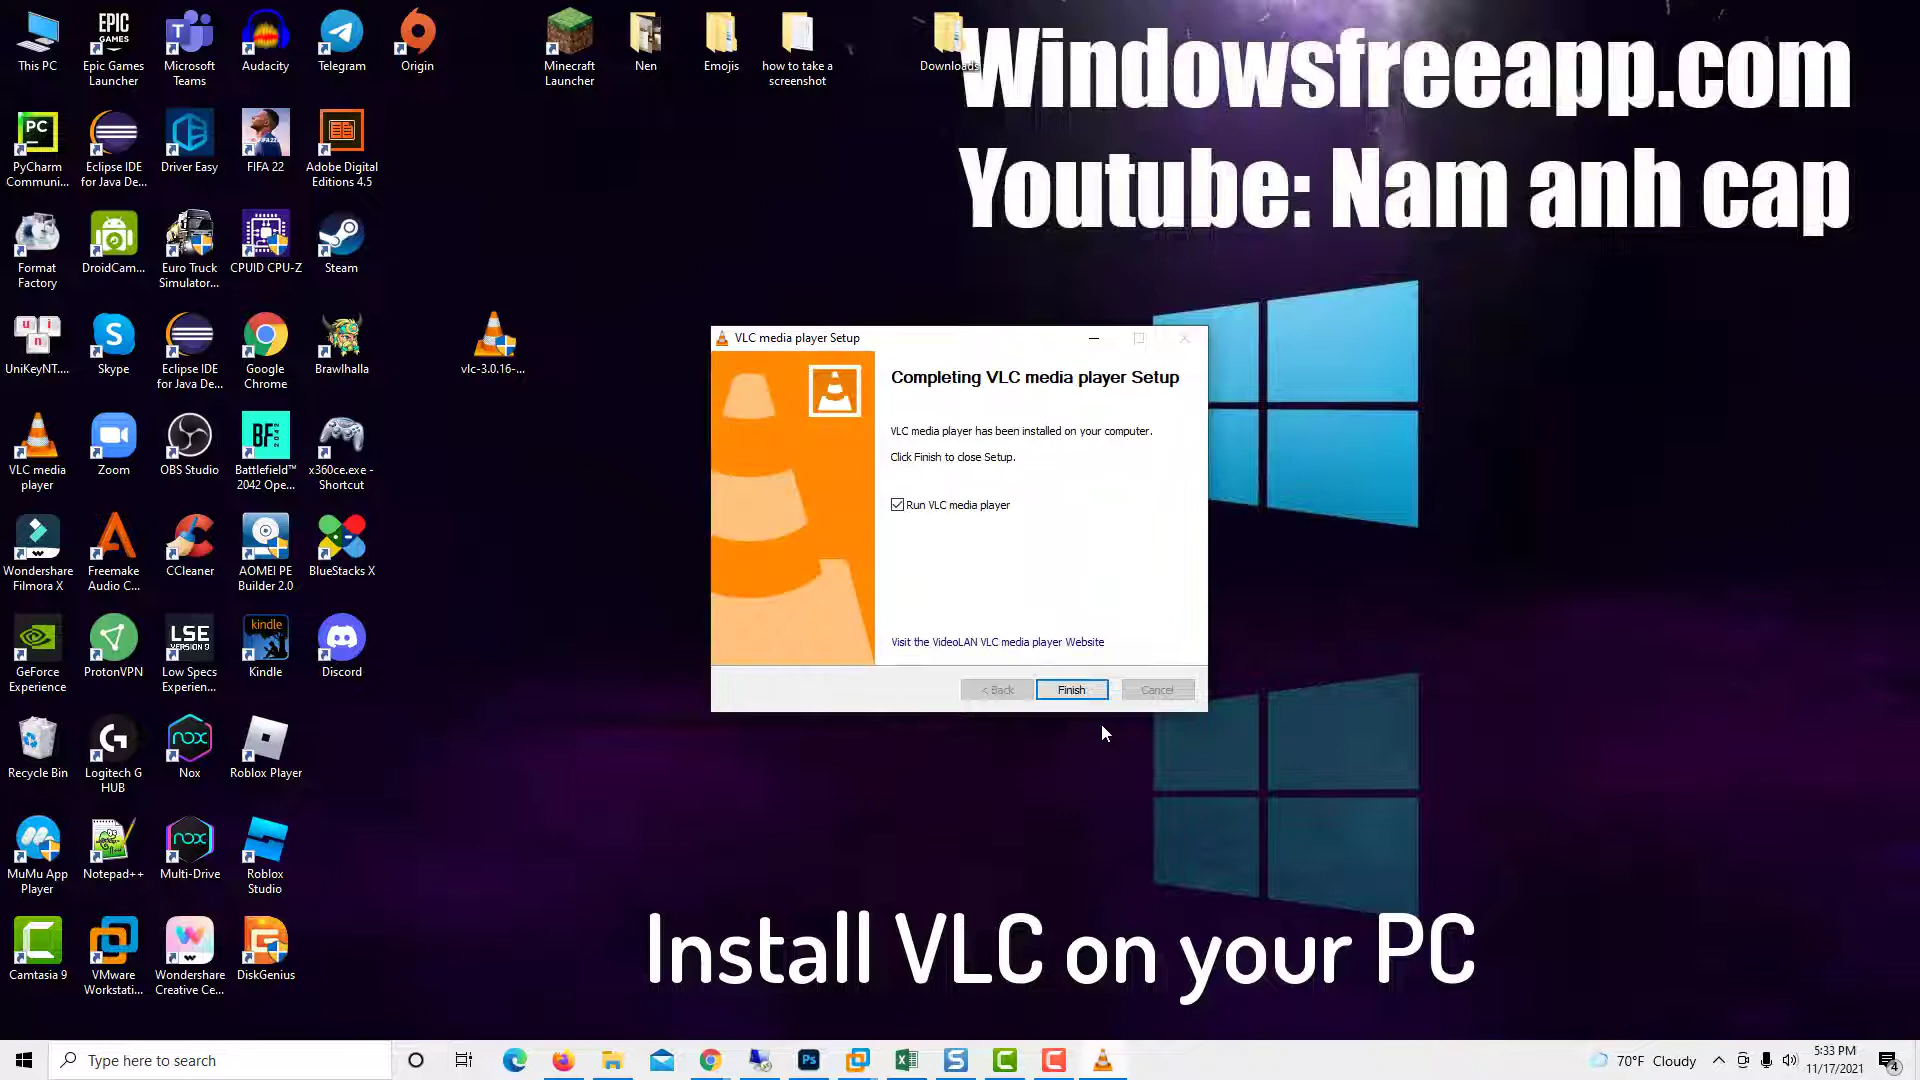 Windowsfreeapp.com
Youtube: Nam anh cap
This PC
EPIC
GAMES
Epic Games
Launcher
Microsoft
Teams
Audacity
Telegram
Origin
Minecraft
Launcher
Nen
Emojis
how to take a
screenshot
Downloads
PC
PyCharm
Communi...
Eclipse IDE
for Java De...
Driver Easy
FIFA 22
Adobe Digital
Editions 4.5
Format
Factory
DroidCam...
Euro Truck
Simulator...
CPUID CPU-Z
Steam
UniKeyNT....
Skype
Eclipse IDE
for Java De...
Google
Chrome
Brawlhalla
vlc-3.0.16-...
VLC media
player
Zoom
OBS Studio
BF
2042
Battlefield™
2042 Ope...
x360ce.exe -
Shortcut
Wondershare
Filmora X
Freemake
Audio C...
CCleaner
AOMEI PE
Builder 2.0
BlueStacks X
GeForce
Experience
ProtonVPN
LSE
VERSION 9
Low Specs
Experien...
kindle
Kindle
Discord
Recycle Bin
Logitech G
HUB
nox
Nox
Roblox Player
MuMu App
Player
Notepad++
nox
Multi-Drive
Roblox
Studio
Camtasia 9
VMware
Workstati...
Wondershare
Creative Ce...
DiskGenius
VLC media player Setup
Completing VLC media player Setup
VLC media player has been installed on your computer.
Click Finish to close Setup.
Run VLC media player
Visit the VideoLAN VLC media player Website
< Back
Finish
Cancel
Install VLC on your PC
Type here to search
Ps
70°F Cloudy
5:33 PM
11/17/2021
4